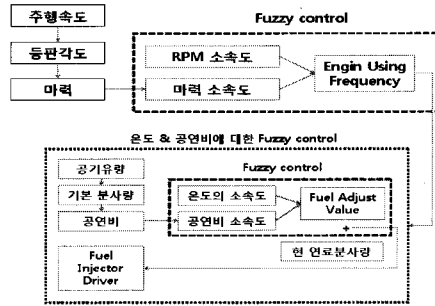 주행속도
등판각도
마력
Fuzzy control
RPM 소속도
마력 소속도
Engin Using
Frequency
온도 & 공연비에 대한 Fuzzy control
공기유량
기본 분사량
공연비
Fuzzy control
온도의 소속도
공연비 소속도
Fuel Adjust
Value
+
현 연료분사량
Fuel
Injector
Driver